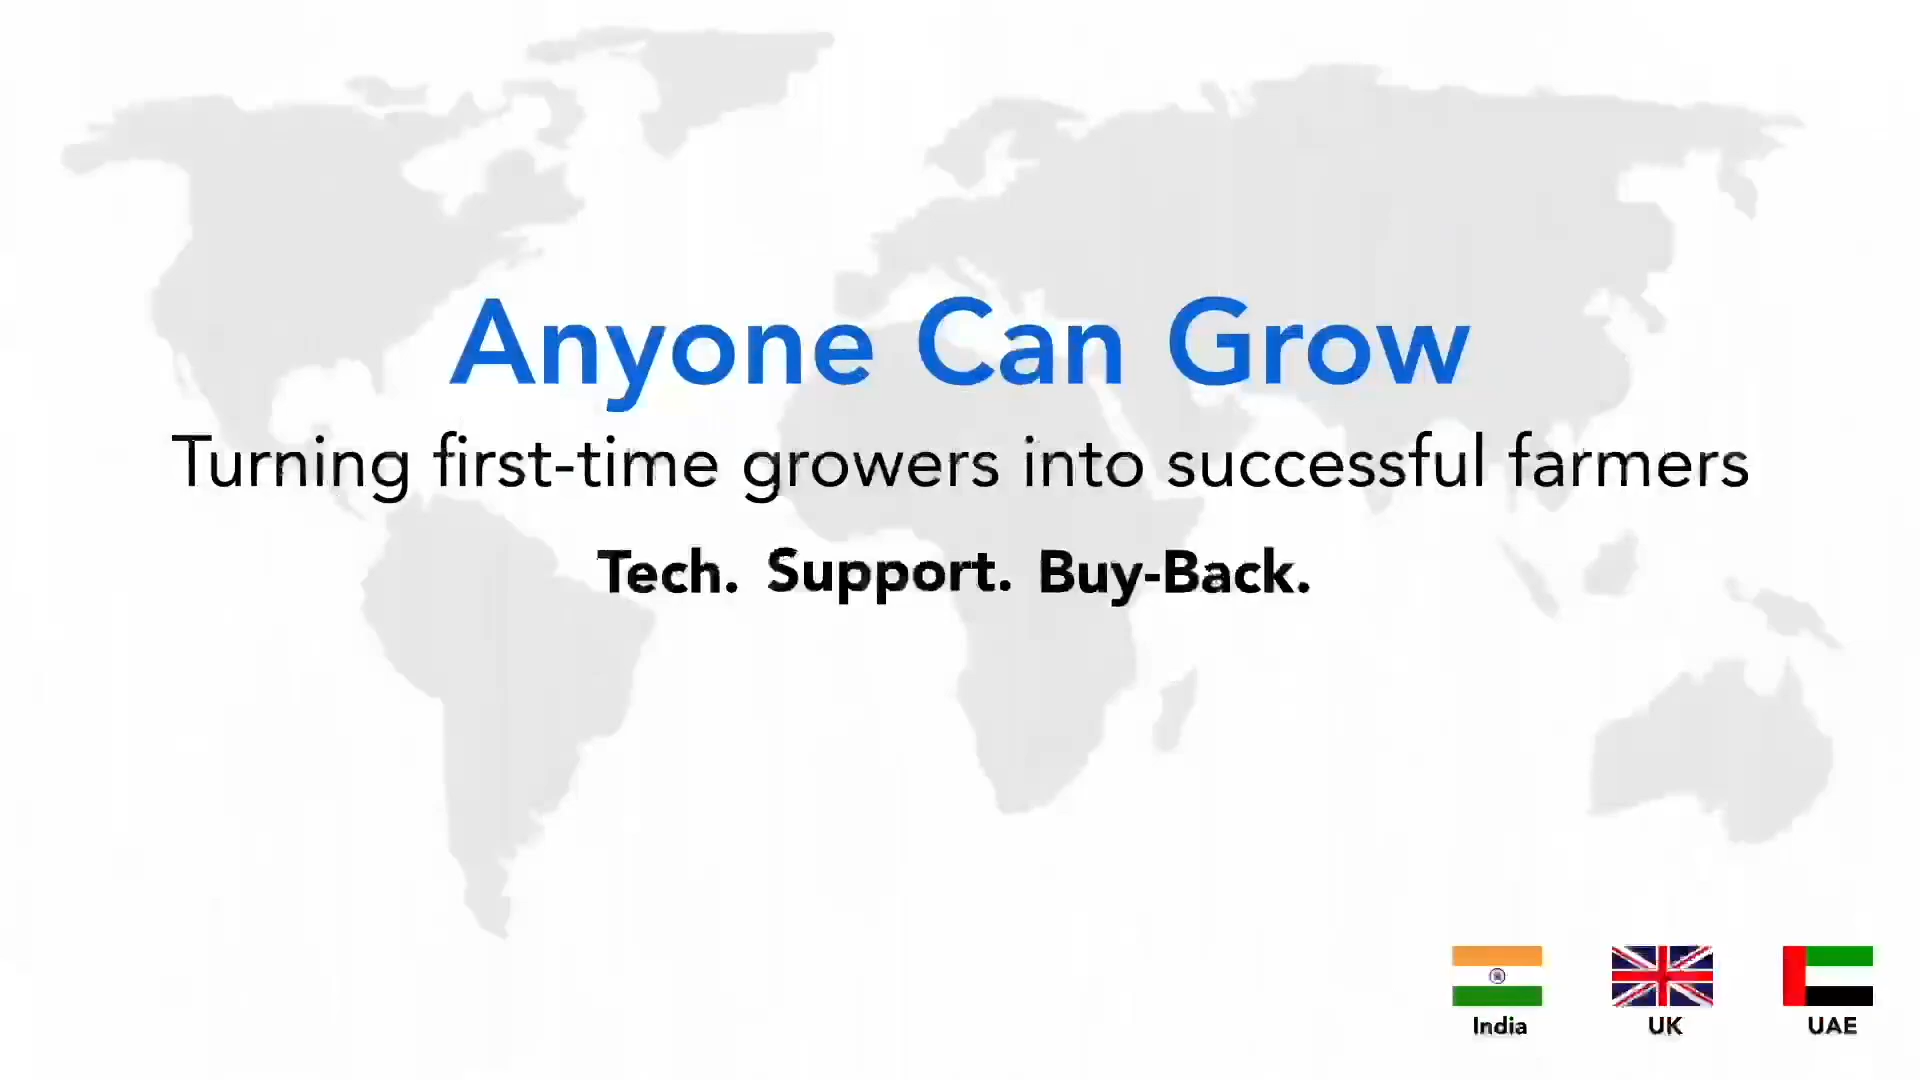 Anyone Can Grow
Turning first-time growers into successful farmers
Tech. Support. Buy-Back.
India UK UAE